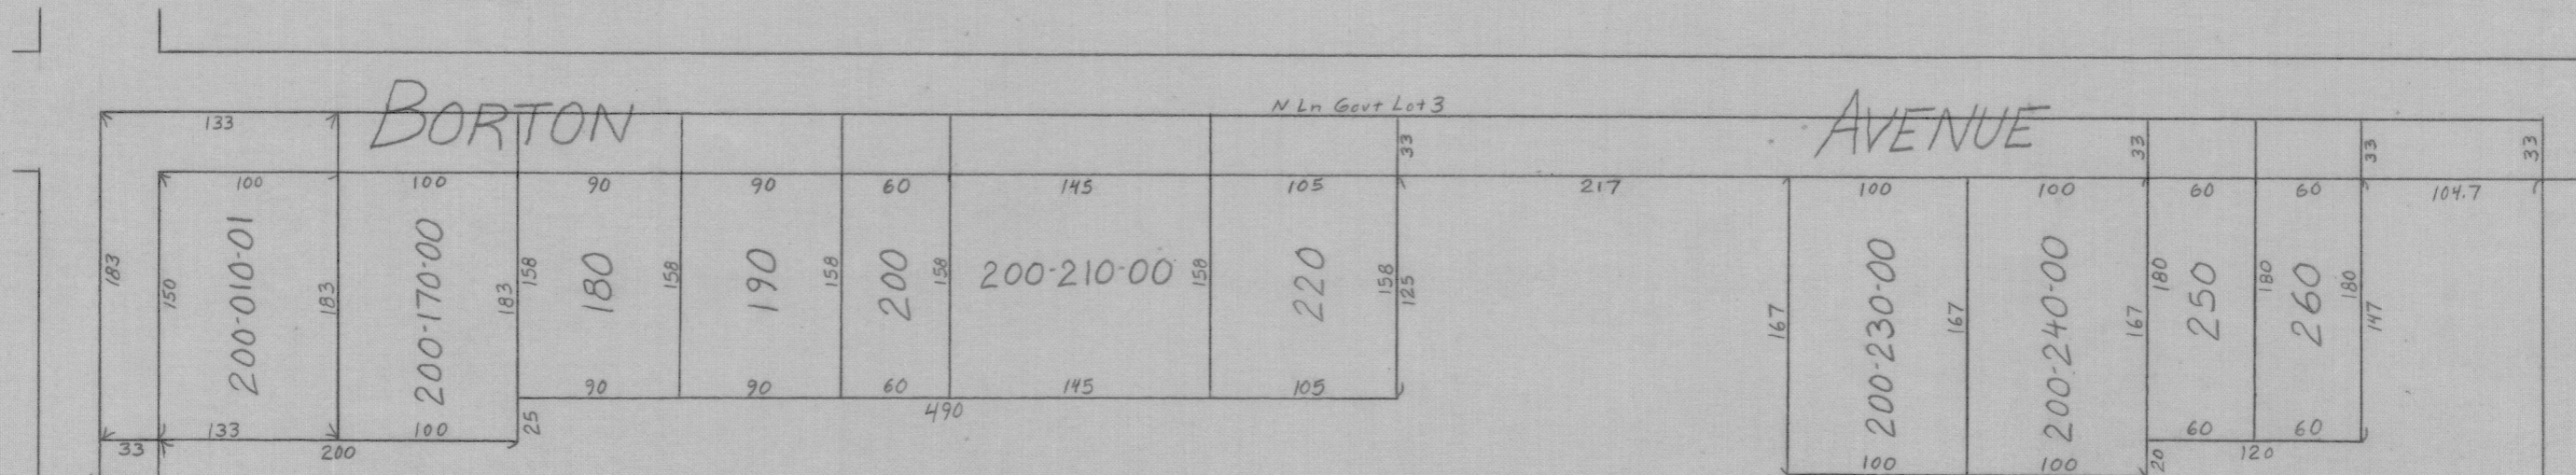 N Ln Govt Lot 3
BORTON AVENUE
133
33 33 33 33
100 100 90 90 60 145 105 217 100 100 60 60 104.7
183 150 200-010-01 183 200-170-00 183 158 180 158 190 158 200 158 200-210-00 158 220 158 125 167 200-230-00 167 200-240-00 167 180 250 180 260 180 147
90 90 60 145 105
490
133 100 25
33 200
60 60
100 100 20 120